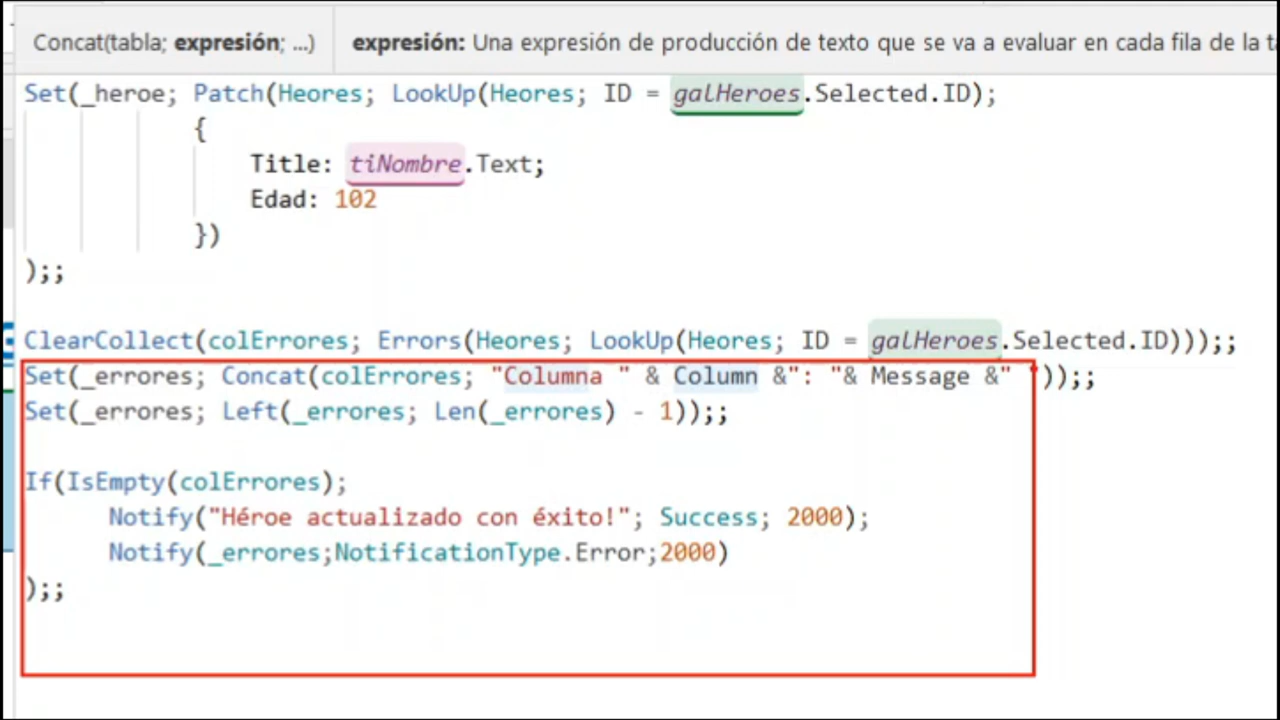 Concat(tabla; expresión; ...) expresión: Una expresión de producción de texto que se va a evaluar en cada fila de la
Set(_heroe; Patch(Heores; LookUp(Heores; ID = galHeroes.Selected.ID);
{
Title: tiNombre.Text;
Edad: 102
})
);;
ClearCollect(colErrores; Errors(Heores; LookUp(Heores; ID = galHeroes.Selected.ID)));;
Set(_errores; Concat(colErrores; "Columna " & Column &": "& Message &" "));;
Set(_errores; Left(_errores; Len(_errores) - 1));;
If(IsEmpty(colErrores);
Notify("Héroe actualizado con éxito!"; Success; 2000);
Notify(_errores;NotificationType.Error;2000)
);;